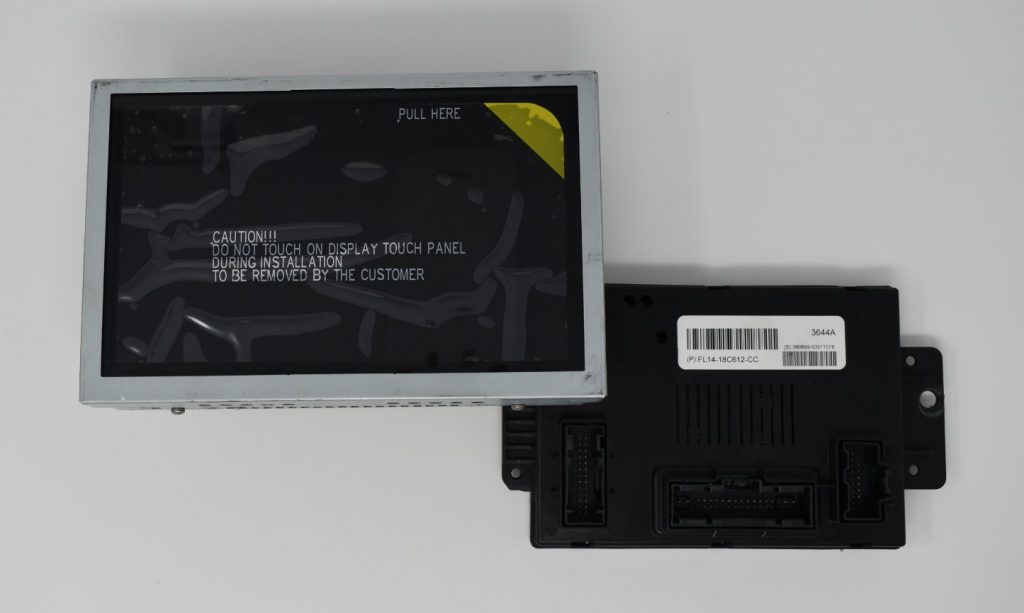 PULL HERE
CAUTION!!!
DO NOT TOUCH ON DISPLAY TOUCH PANEL
DURING INSTALLATION
TO BE REMOVED BY THE CUSTOMER
3644A
(P):FL14-18C612-CC